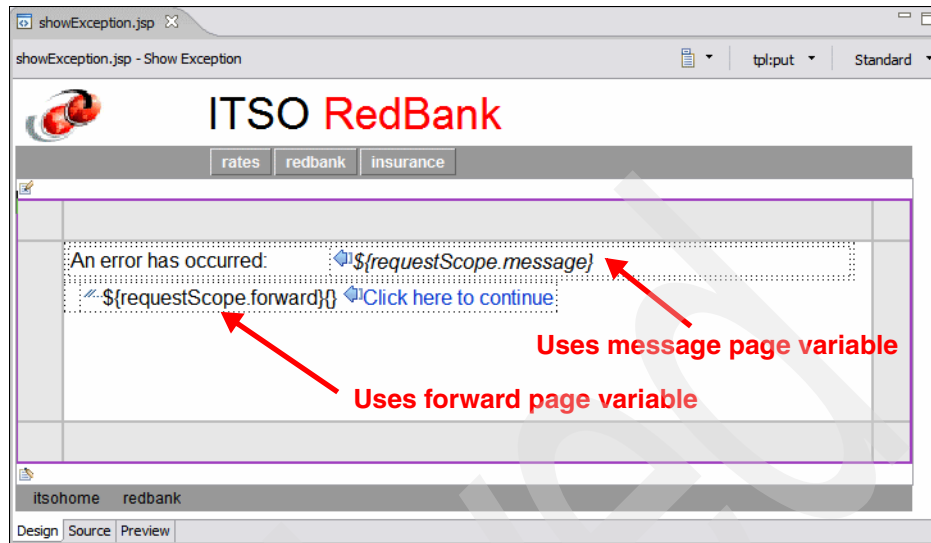 showException.jsp
showException.jsp - Show Exception
tpl:put
Standard
ITSO RedBank
rates redbank insurance
An error has occurred: ${requestScope.message}
${requestScope.forward}{} Click here to continue
Uses message page variable
Uses forward page variable
itsohome redbank
Design Source Preview